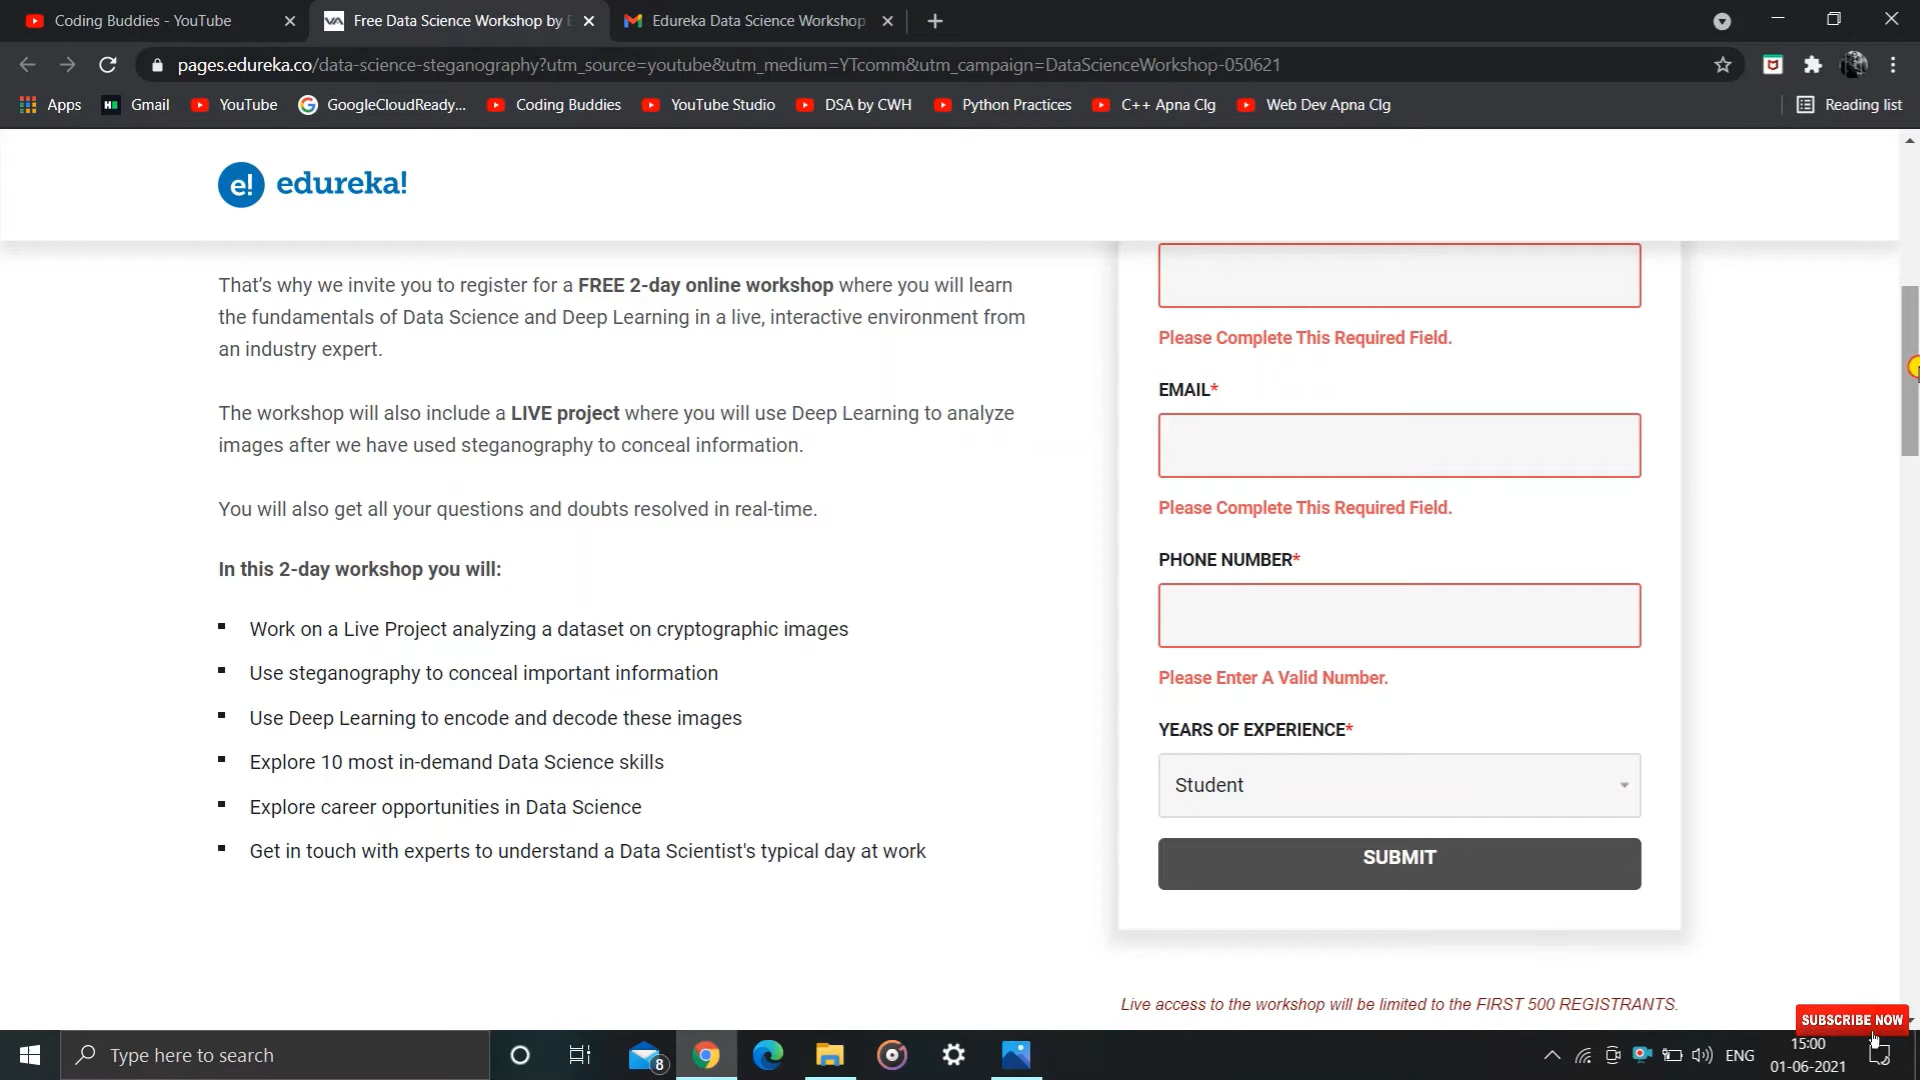 Coding Buddies - YouTube
Free Data Science Workshop by E
Edureka Data Science Workshop
pages.edureka.co/data-science-steganography?utm_source=youtube&utm_medium=YTcomm&utm_campaign=DataScienceWorkshop-050621
Apps
Gmail
YouTube
GoogleCloudReady...
Coding Buddies
YouTube Studio
DSA by CWH
Python Practices
C++ Apna Clg
Web Dev Apna Clg
Reading list
e! edureka!
That's why we invite you to register for a FREE 2-day online workshop where you will learn
the fundamentals of Data Science and Deep Learning in a live, interactive environment from
an industry expert.
The workshop will also include a LIVE project where you will use Deep Learning to analyze
images after we have used steganography to conceal information.
You will also get all your questions and doubts resolved in real-time.
In this 2-day workshop you will:
Work on a Live Project analyzing a dataset on cryptographic images
Use steganography to conceal important information
Use Deep Learning to encode and decode these images
Explore 10 most in-demand Data Science skills
Explore career opportunities in Data Science
Get in touch with experts to understand a Data Scientist's typical day at work
Please Complete This Required Field.
EMAIL*
Please Complete This Required Field.
PHONE NUMBER*
Please Enter A Valid Number.
YEARS OF EXPERIENCE*
Student
SUBMIT
Live access to the workshop will be limited to the FIRST 500 REGISTRANTS.
SUBSCRIBE NOW
Type here to search
8
ENG
15:00
01-06-2021